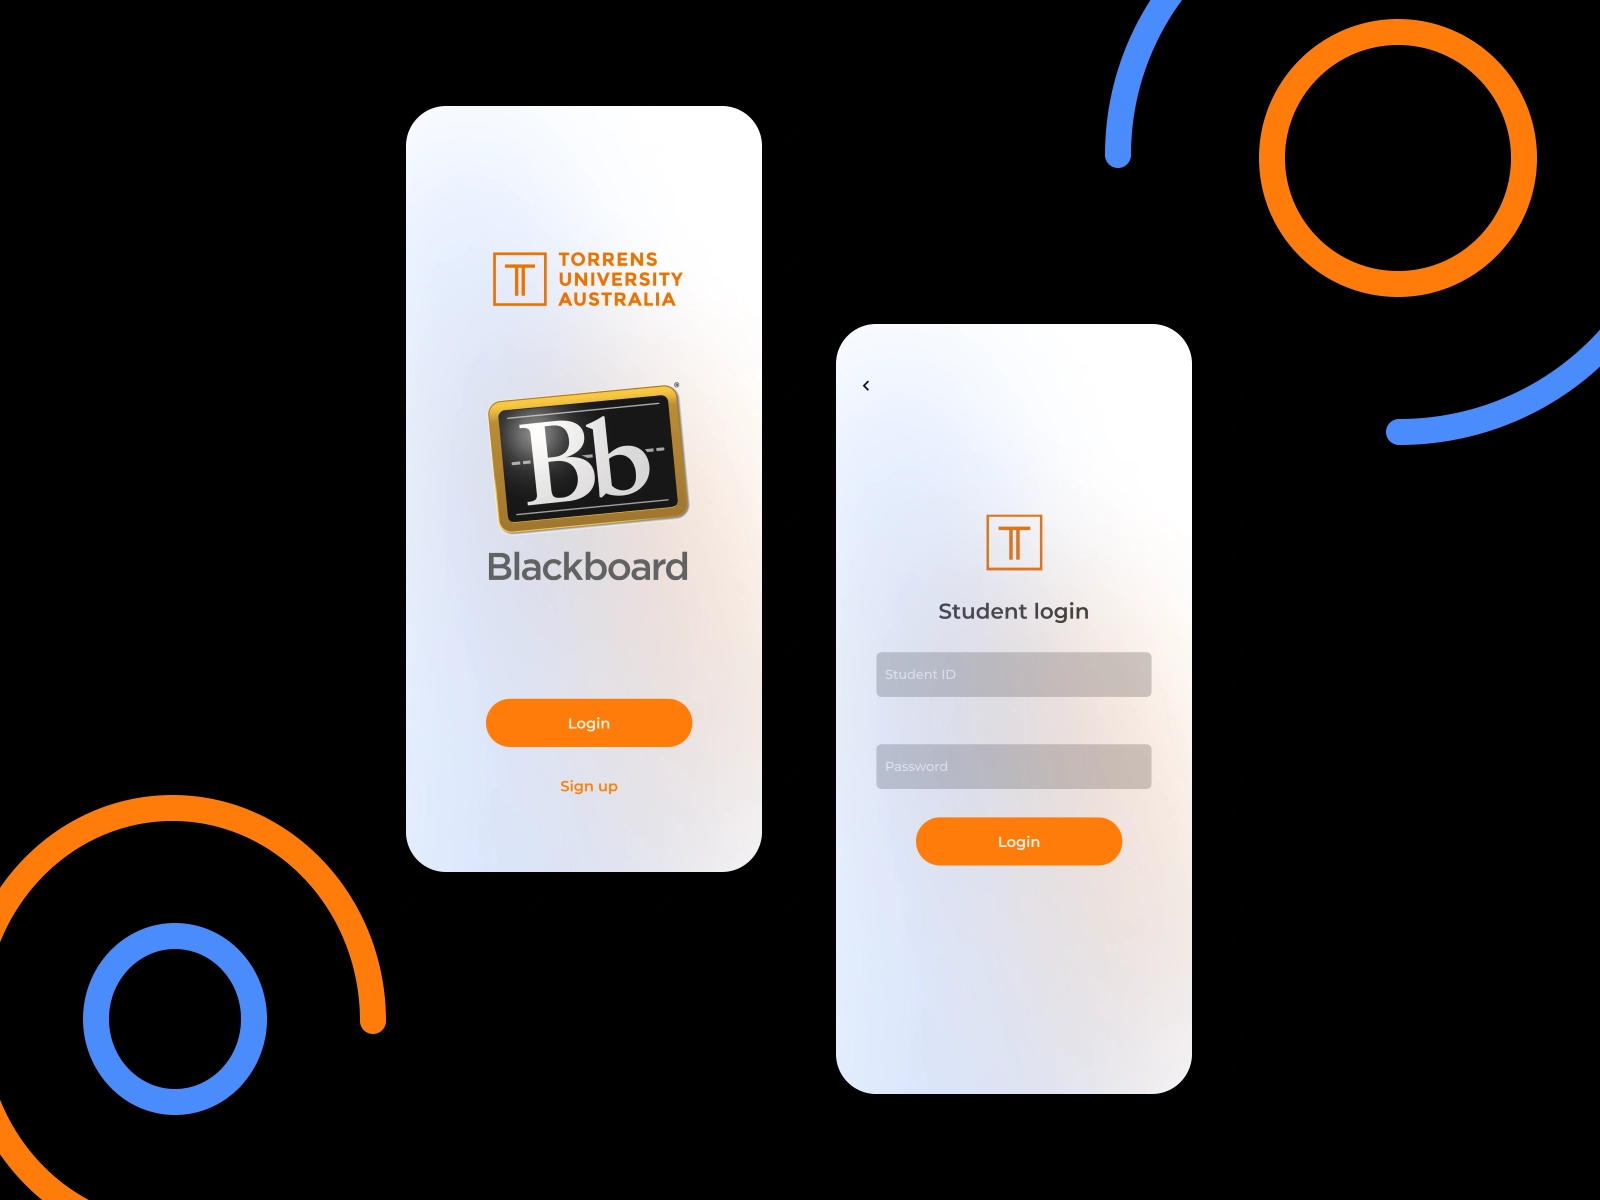 T
TORRENS
UNIVERSITY
AUSTRALIA
Bb
®
Blackboard
Login
Sign up
T
Student login
Student ID
Password
Login